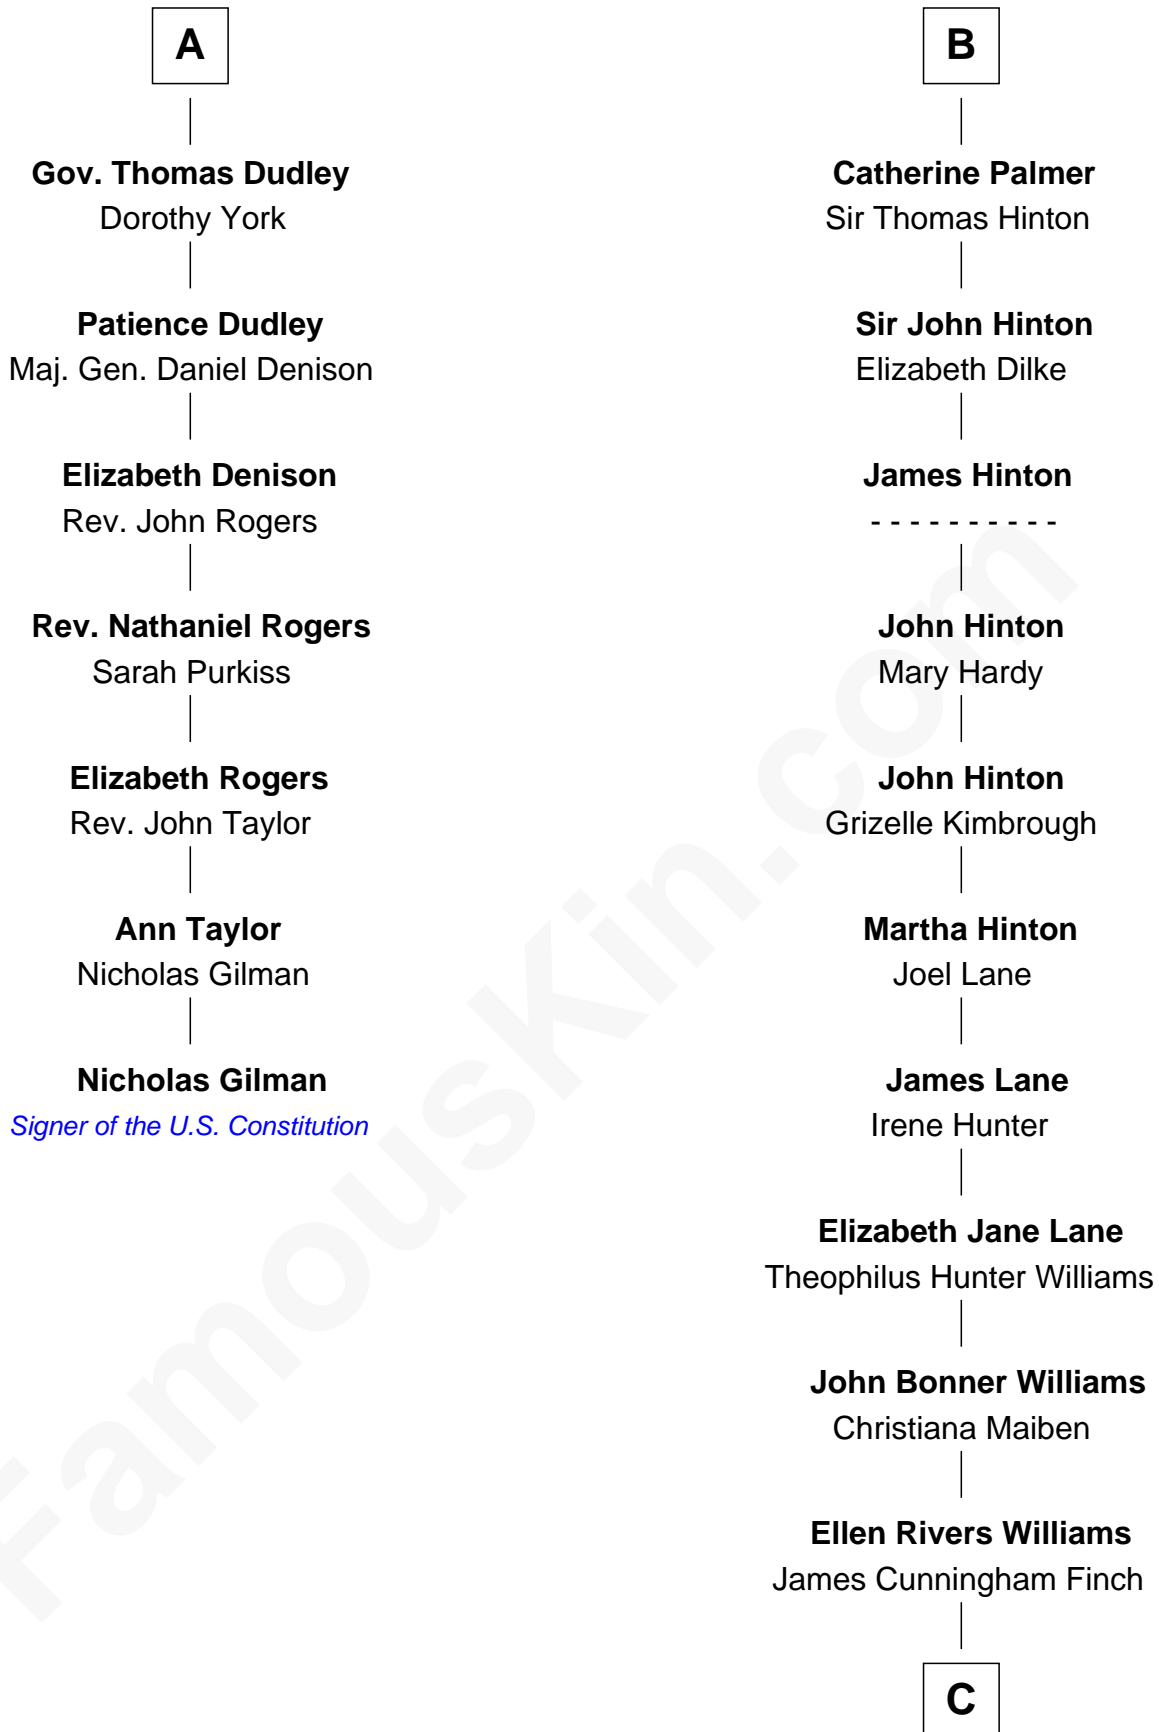 A
Gov. Thomas Dudley
Dorothy York
Patience Dudley
Maj. Gen. Daniel Denison
Elizabeth Denison
Rev. John Rogers
Rev. Nathaniel Rogers
Sarah Purkiss
Elizabeth Rogers
Rev. John Taylor
Ann Taylor
Nicholas Gilman
Nicholas Gilman
Signer of the U.S. Constitution
B
Catherine Palmer
Sir Thomas Hinton
Sir John Hinton
Elizabeth Dilke
James Hinton
- - - - - - - - - -
John Hinton
Mary Hardy
John Hinton
Grizelle Kimbrough
Martha Hinton
Joel Lane
James Lane
Irene Hunter
Elizabeth Jane Lane
Theophilus Hunter Williams
John Bonner Williams
Christiana Maiben
Ellen Rivers Williams
James Cunningham Finch
C
FamousKin.com